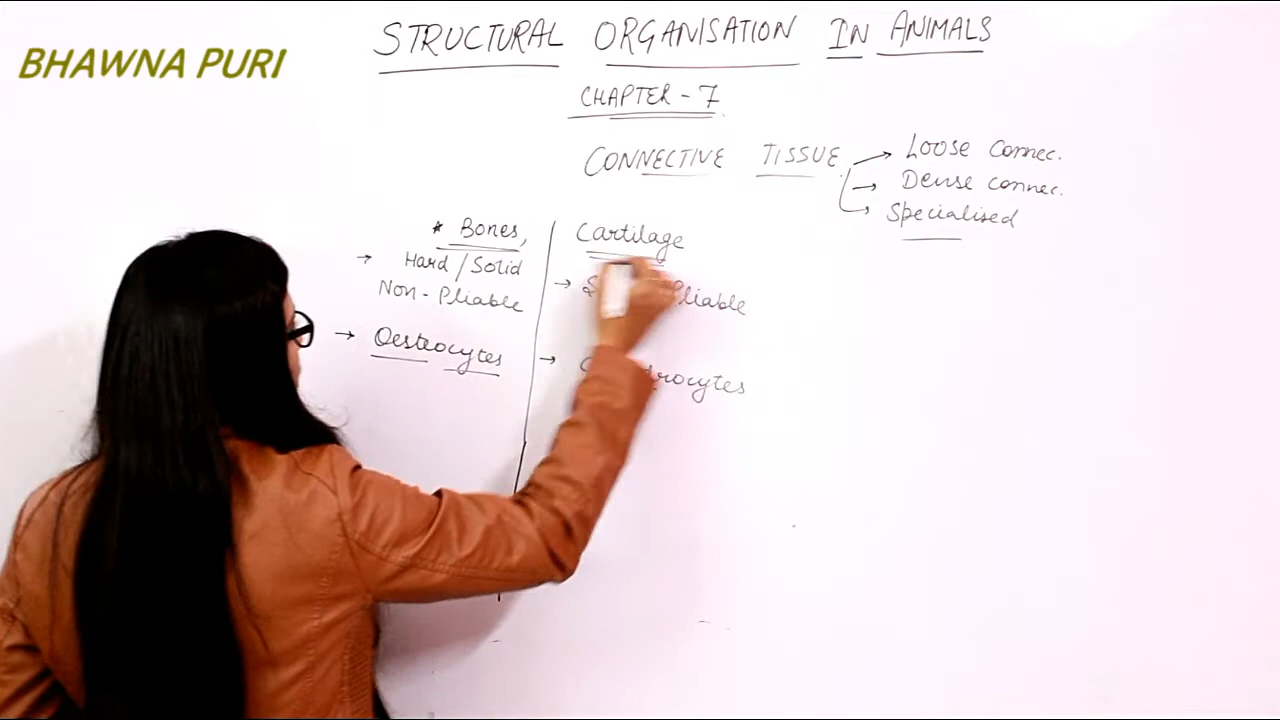 BHAWNA PURI
STRUCTURAL ORGANISATION IN ANIMALS
CHAPTER - 7
CONNECTIVE TISSUE
Loose Connec.
Dense connec.
Specialised
* Bones,
→ Hard / Solid
Non - Pliable
→ Oesteocytes
Cartilage
→ Pliable
→